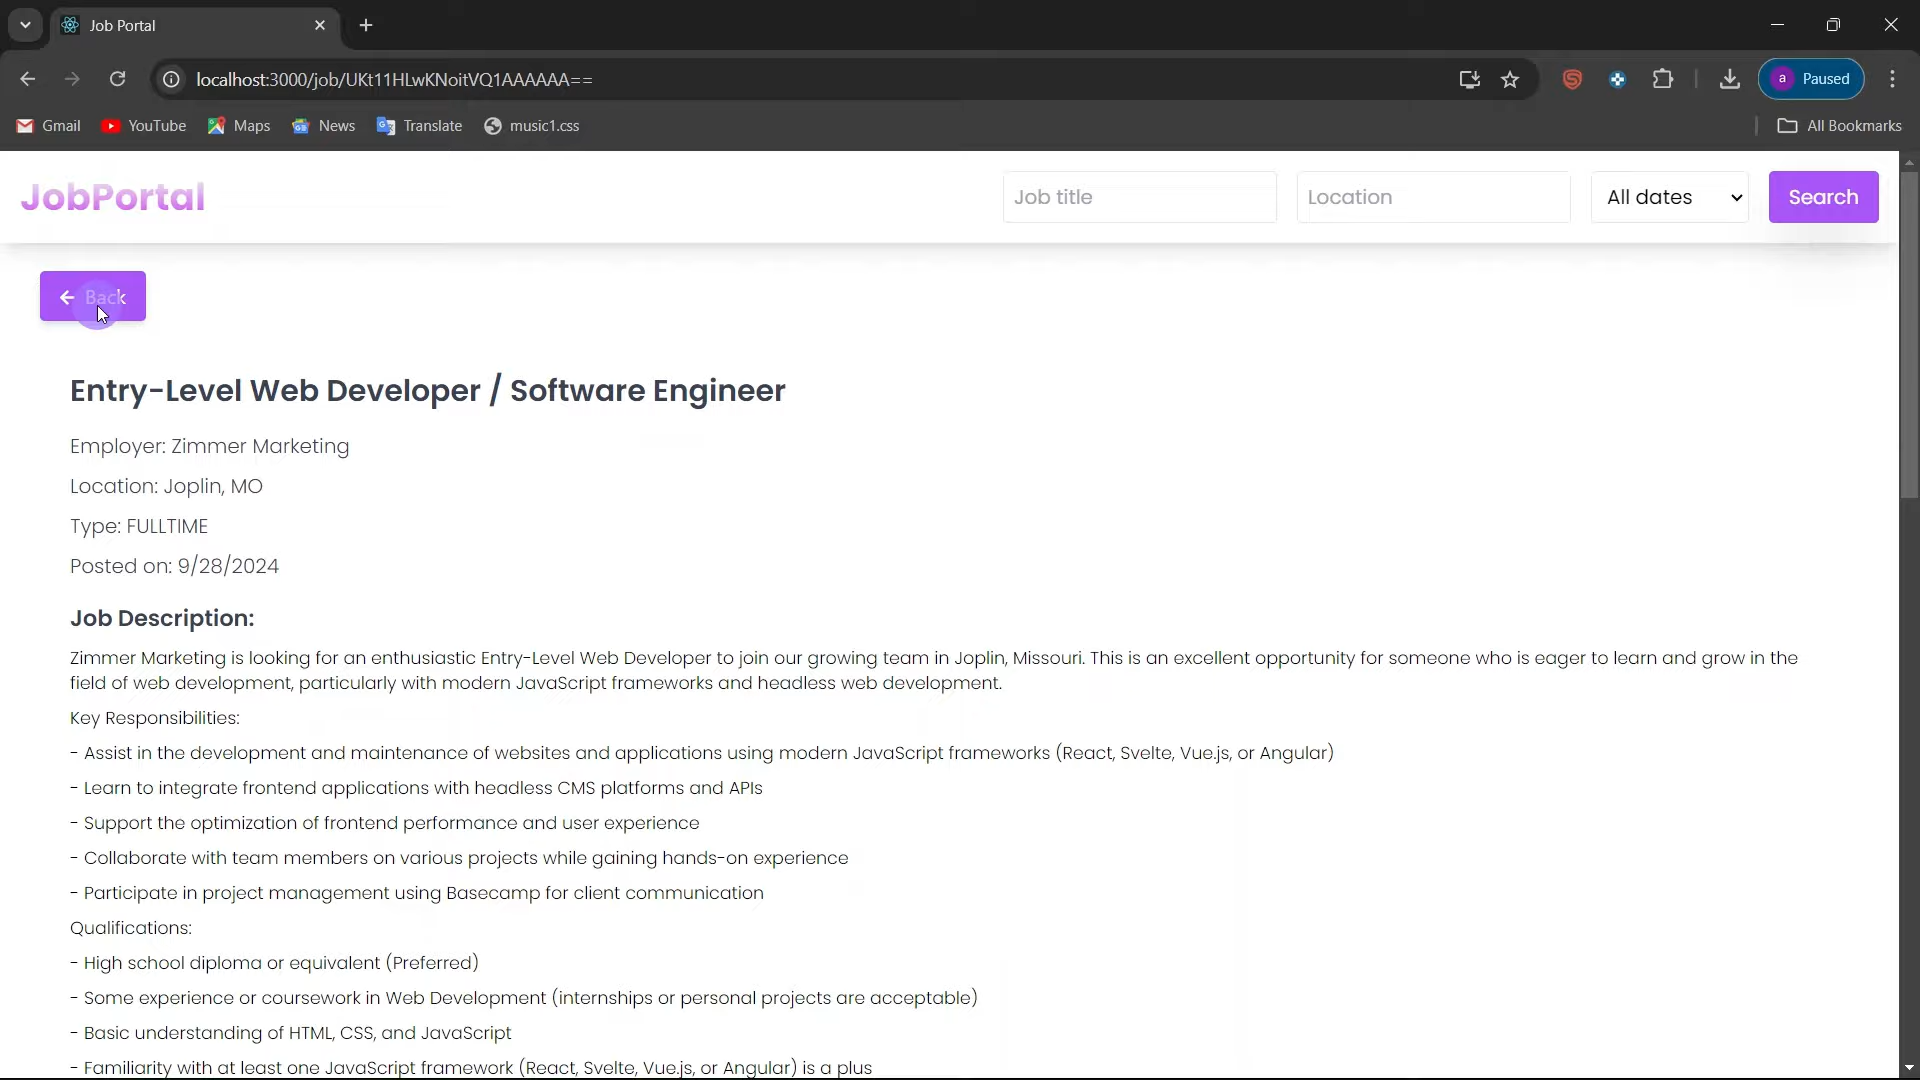 Job Portal
localhost:3000/job/UKt11HLwKNoitVQ1AAAAAA==
a Paused
Gmail YouTube Maps News Translate music1.css All Bookmarks
JobPortal Job title Location All dates Search
Back
Entry-Level Web Developer / Software Engineer
Employer: Zimmer Marketing
Location: Joplin, MO
Type: FULLTIME
Posted on: 9/28/2024
Job Description:
Zimmer Marketing is looking for an enthusiastic Entry-Level Web Developer to join our growing team in Joplin, Missouri. This is an excellent opportunity for someone who is eager to learn and grow in the
field of web development, particularly with modern JavaScript frameworks and headless web development.
Key Responsibilities:
- Assist in the development and maintenance of websites and applications using modern JavaScript frameworks (React, Svelte, Vue.js, or Angular)
- Learn to integrate frontend applications with headless CMS platforms and APIs
- Support the optimization of frontend performance and user experience
- Collaborate with team members on various projects while gaining hands-on experience
- Participate in project management using Basecamp for client communication
Qualifications:
- High school diploma or equivalent (Preferred)
- Some experience or coursework in Web Development (internships or personal projects are acceptable)
- Basic understanding of HTML, CSS, and JavaScript
- Familiarity with at least one JavaScript framework (React, Svelte, Vue.js, or Angular) is a plus